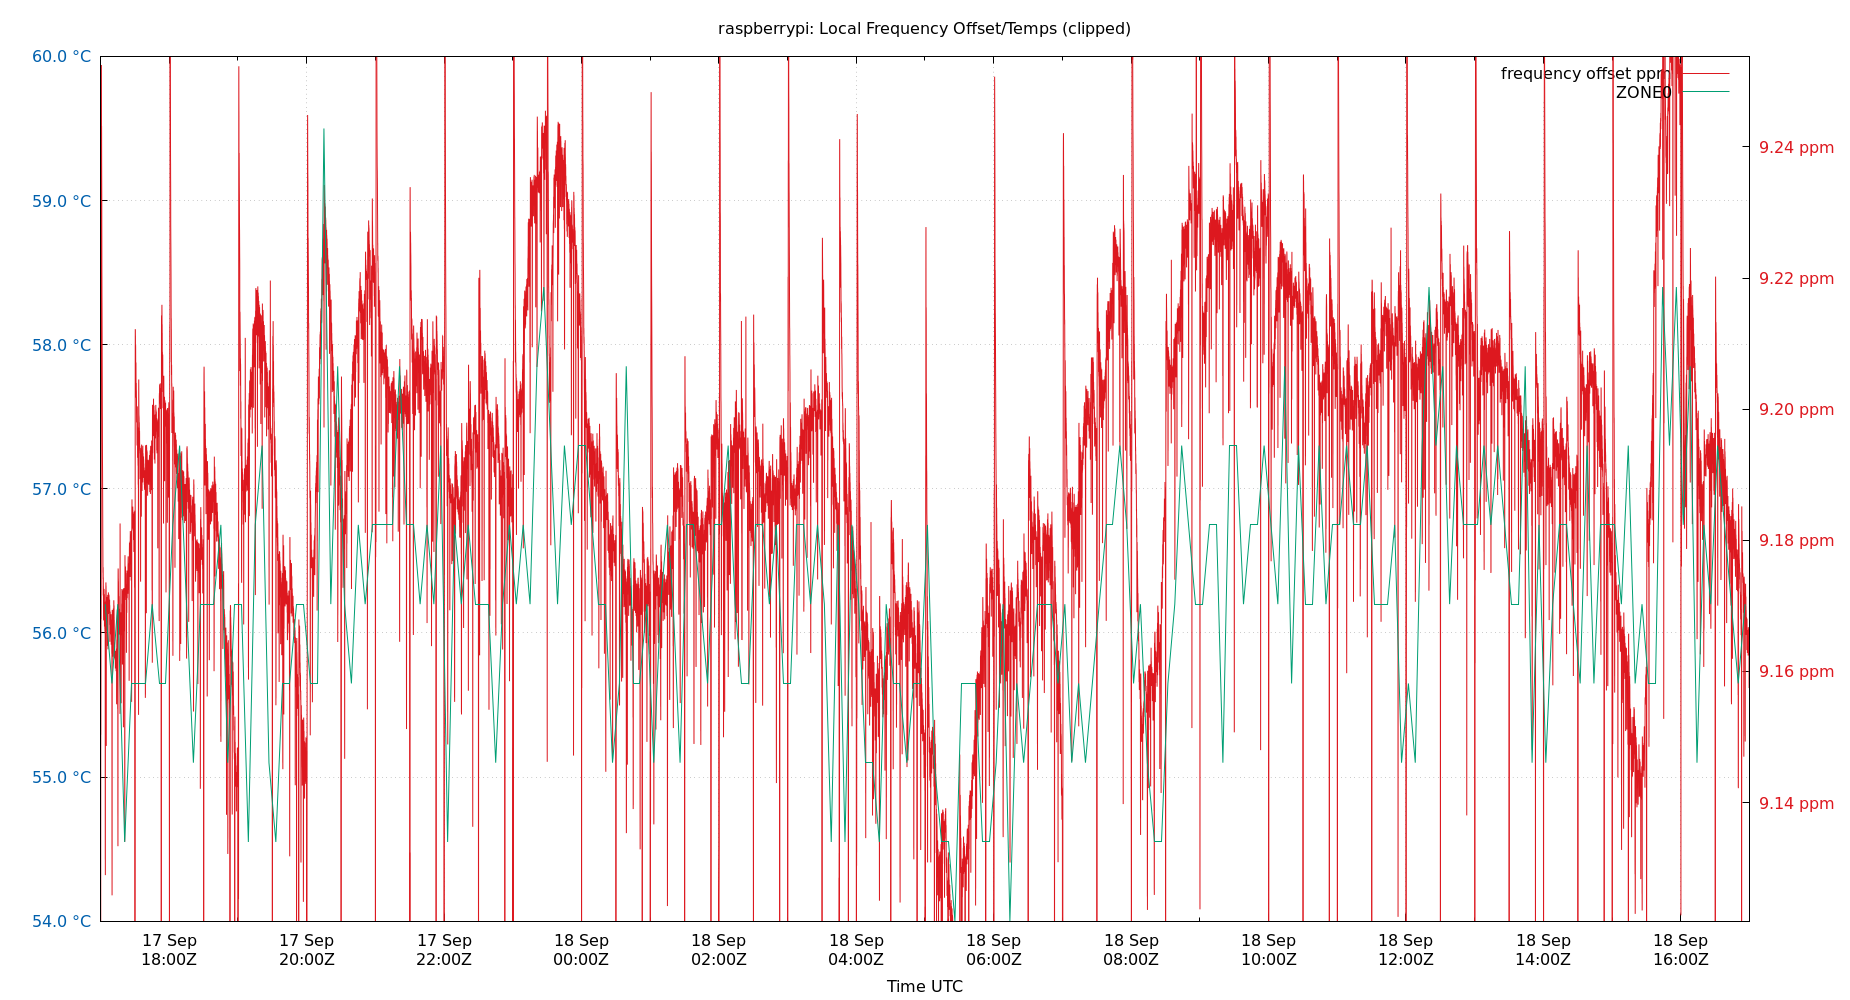 raspberrypi: Local Frequency Offset/Temps (clipped)
60.0 °C
59.0 °C
58.0 °C
57.0 °C
56.0 °C
55.0 °C
54.0 °C
frequency offset ppm
ZONE0
9.24 ppm
9.22 ppm
9.20 ppm
9.18 ppm
9.16 ppm
9.14 ppm
17 Sep
18:00Z
17 Sep
20:00Z
17 Sep
22:00Z
18 Sep
00:00Z
18 Sep
02:00Z
18 Sep
04:00Z
18 Sep
06:00Z
18 Sep
08:00Z
18 Sep
10:00Z
18 Sep
12:00Z
18 Sep
14:00Z
18 Sep
16:00Z
Time UTC